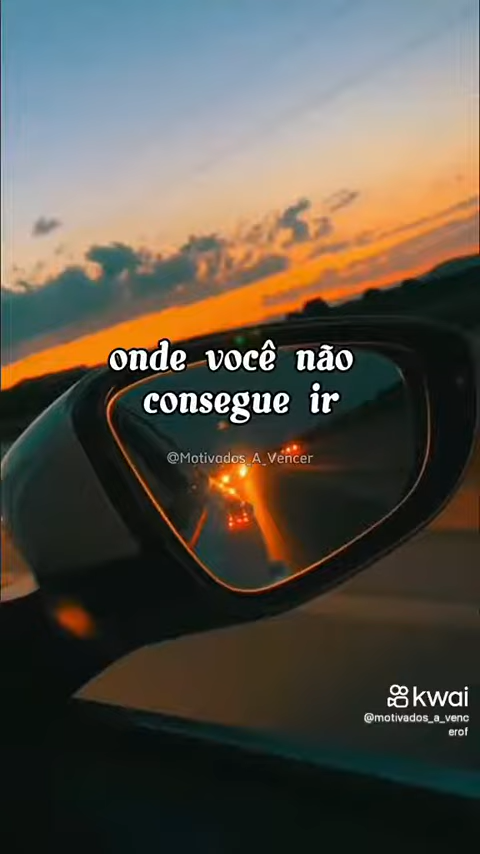 onde você não
consegue ir
@Motivados_A_Vencer
kwai
@motivados_a_venc
erof